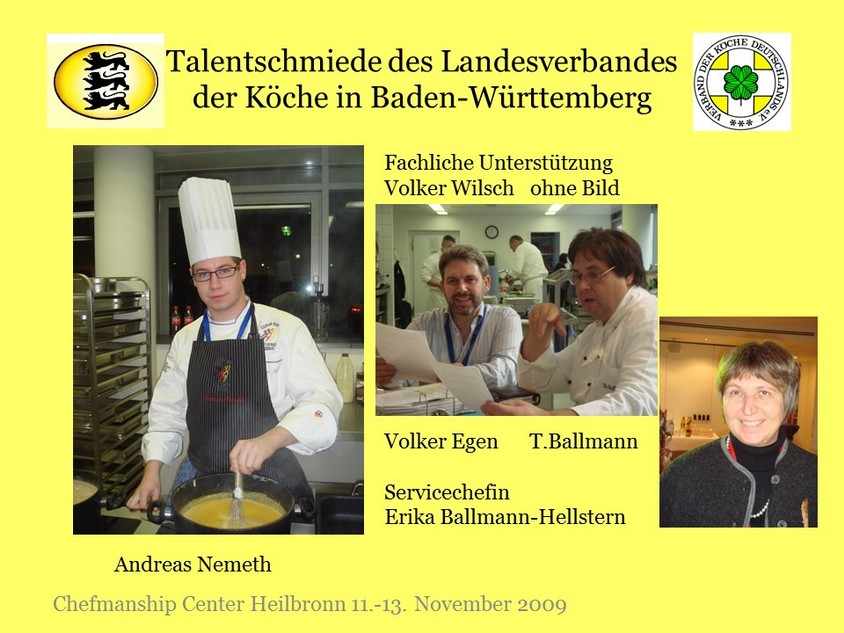 Talentschmiede des Landesverbandes
der Köche in Baden-Württemberg
VERBAND DER KÖCHE DEUTSCHLANDS e.V.
Fachliche Unterstützung
Volker Wilsch ohne Bild
Volker Egen T.Ballmann
Servicechefin
Erika Ballmann-Hellstern
Andreas Nemeth
Chefmanship Center Heilbronn 11.-13. November 2009